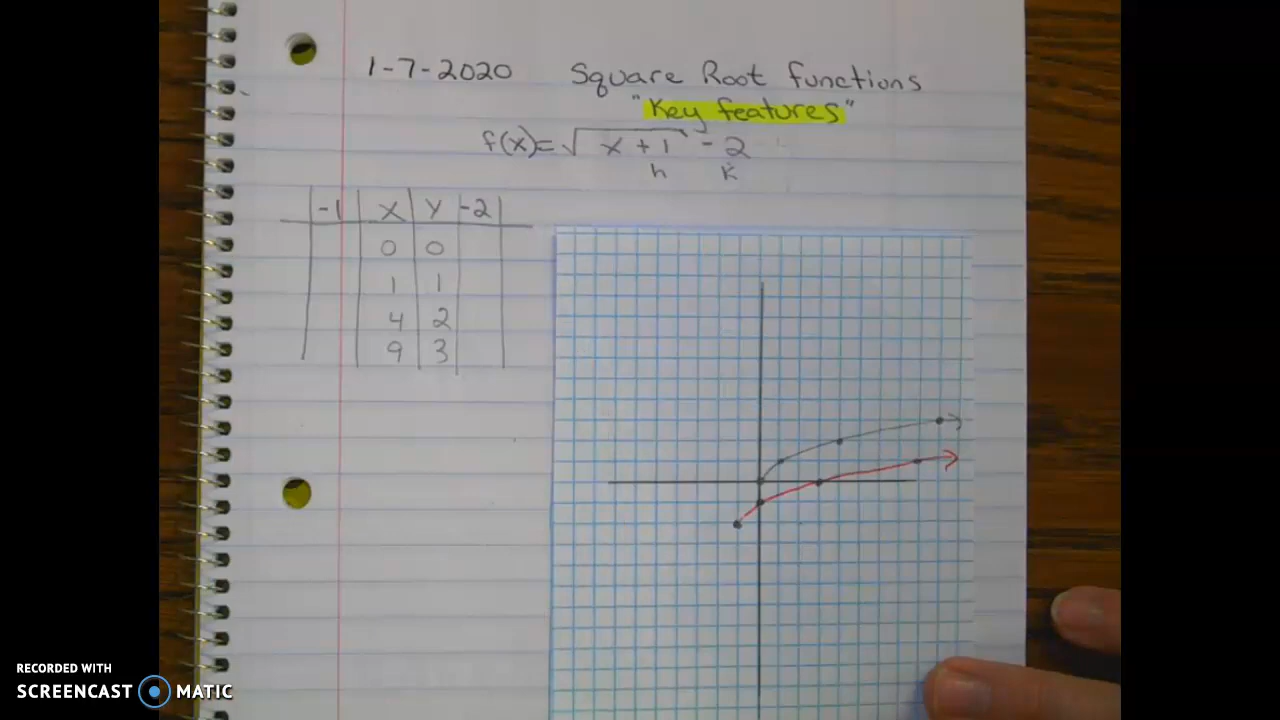 1-7-2020 Square Root functions
"Key features"
f(x)=√x+1 -2
h k
-1 x y -2
0 0
1 1
4 2
9 3
RECORDED WITH
SCREENCAST MATIC